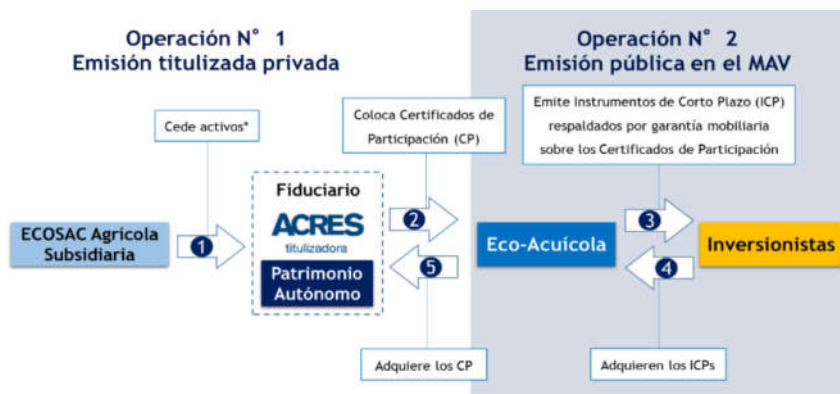 Operación N° 1
Emisión titulizada privada
Operación N° 2
Emisión pública en el MAV
Cede activos*
Coloca Certificados de
Participación (CP)
Emite Instrumentos de Corto Plazo (ICP)
respaldados por garantía mobiliaria
sobre los Certificados de Participación
ECOSAC Agricola
Subsidiaria
1
Fiduciario
ACRES
titulizadora
Patrimonio
Autónomo
2
5
Eco-Acuícola
3
4
Inversionistas
Adquiere los CP
Adquieren los ICPs